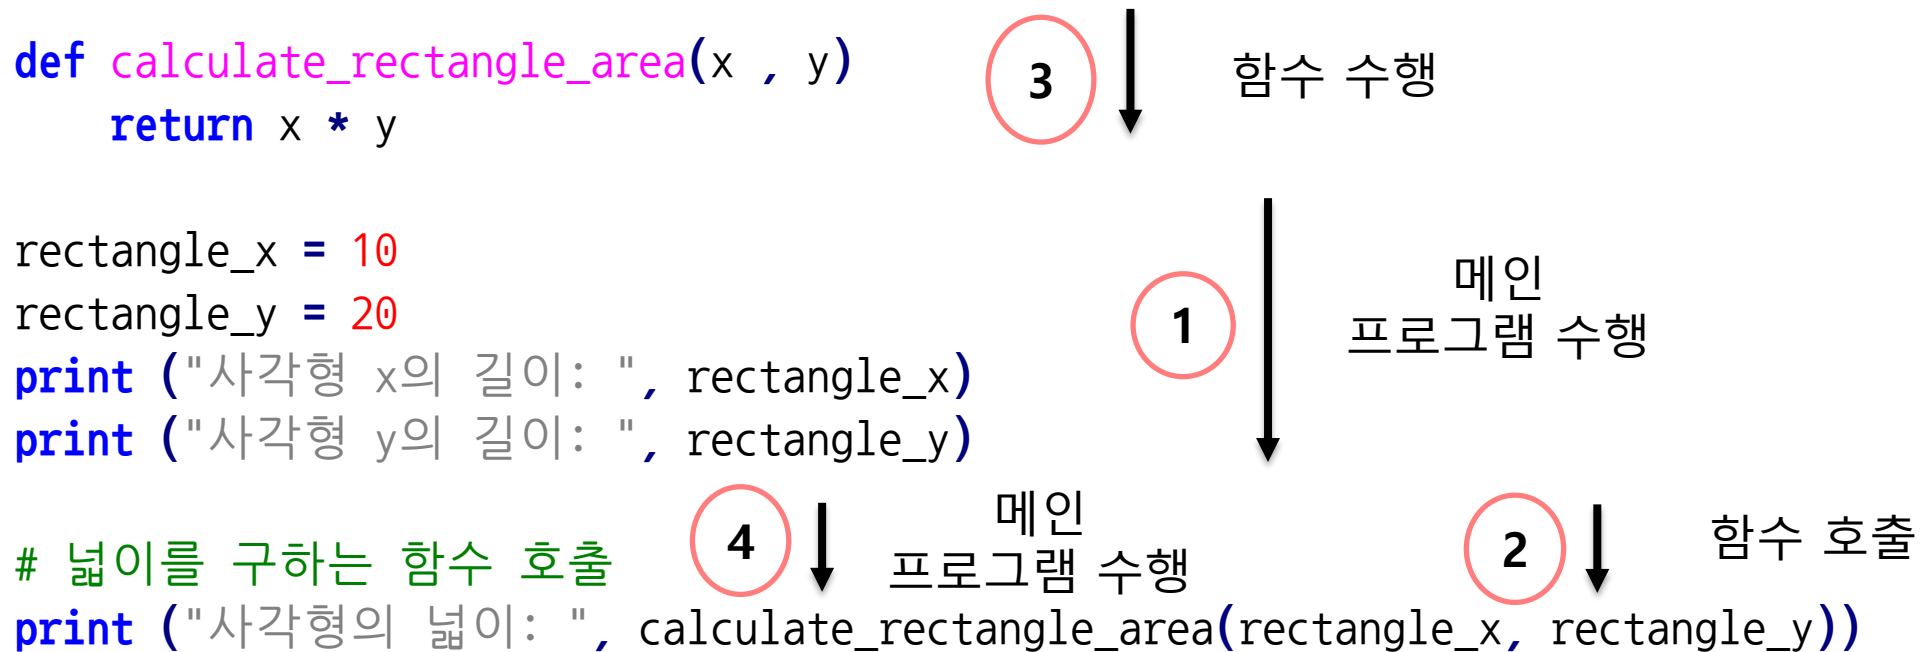 def calculate_rectangle_area(x , y)
    return x * y
3
함수 수행
rectangle_x = 10
rectangle_y = 20
print ("사각형 x의 길이: ", rectangle_x)
print ("사각형 y의 길이: ", rectangle_y)
1
메인
프로그램 수행
# 넓이를 구하는 함수 호출
4
메인
프로그램 수행
2
함수 호출
print ("사각형의 넓이: ", calculate_rectangle_area(rectangle_x, rectangle_y))